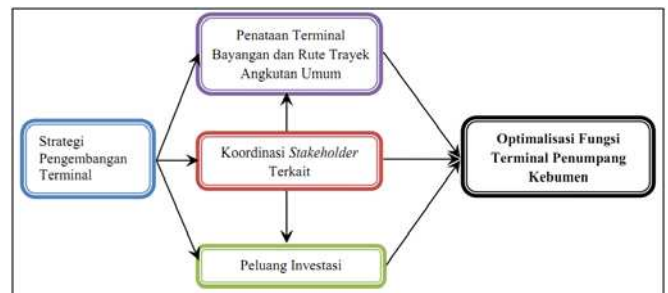 Penataan Terminal
Bayangan dan Rute Trayek
Angkutan Umum
Strategi
Pengembangan
Terminal
Koordinasi Stakeholder
Terkait
Optimalisasi Fungsi
Terminal Penumpang
Kebumen
Peluang Investasi